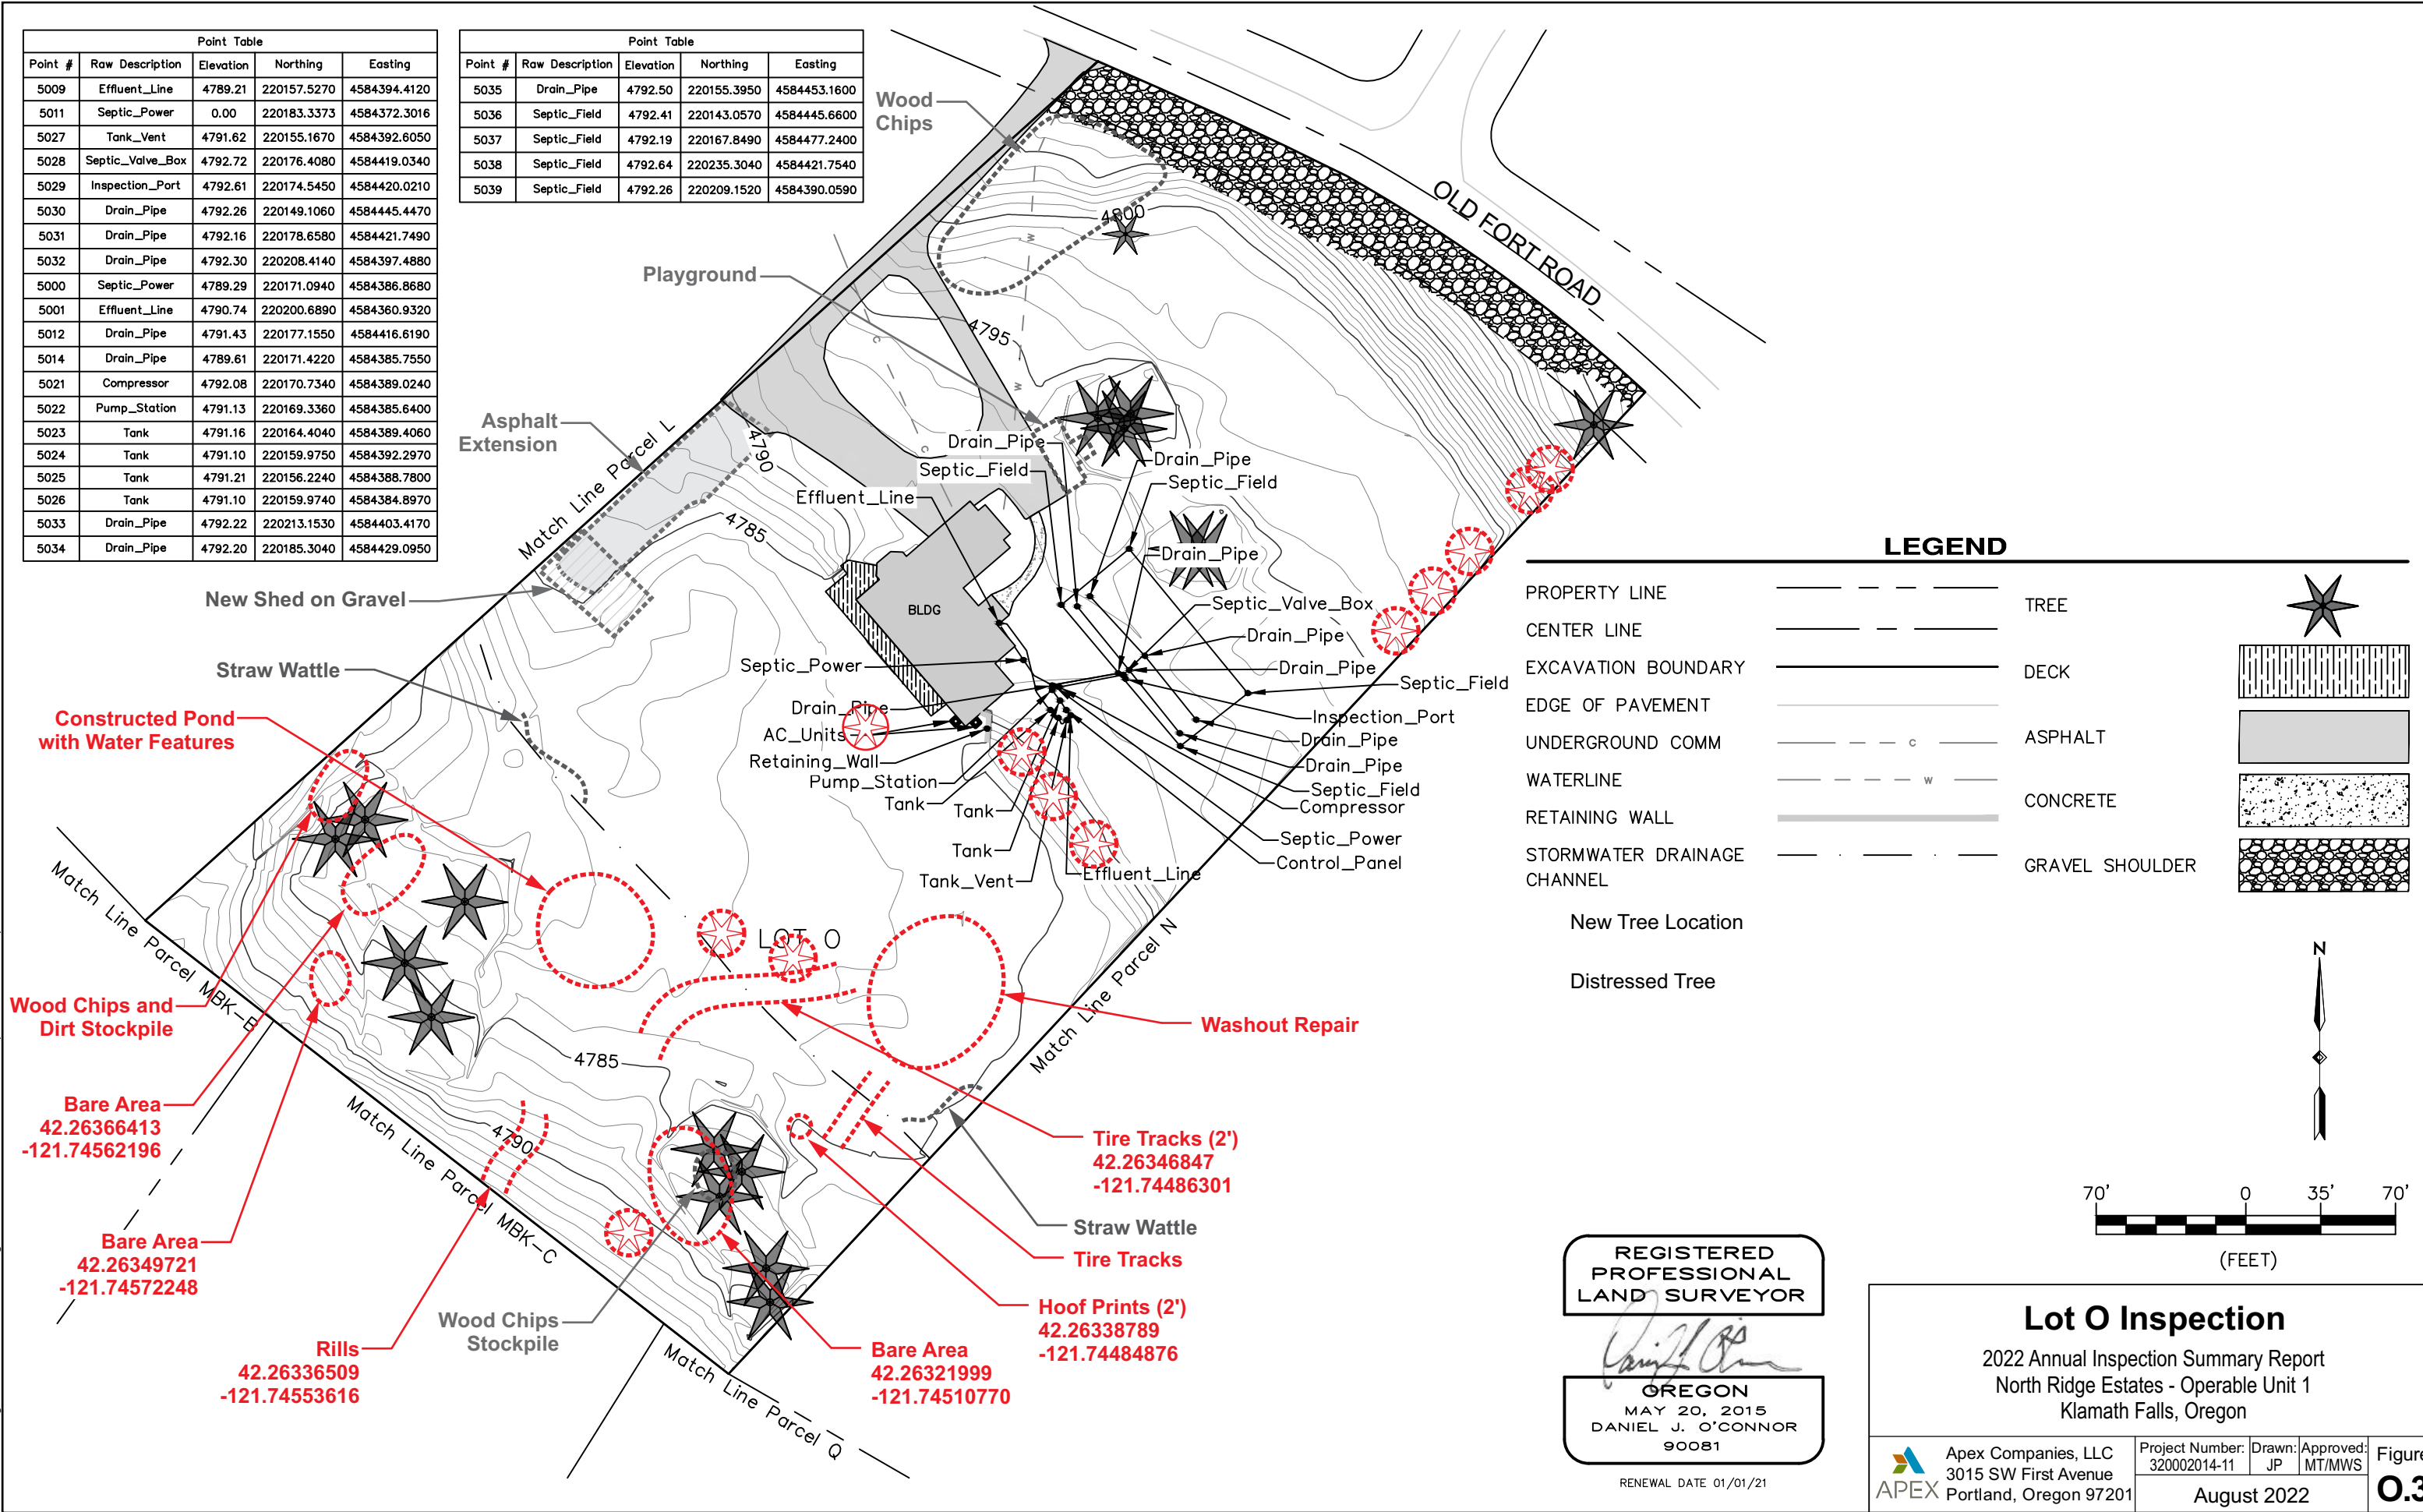 Point Table
Point # Raw Description Elevation Northing Easting
5009 Effluent_Line 4789.21 220157.5270 4584394.4120
5011 Septic_Power 0.00 220183.3373 4584372.3016
5027 Tank_Vent 4791.62 220155.1670 4584392.6050
5028 Septic_Valve_Box 4792.72 220176.4080 4584419.0340
5029 Inspection_Port 4792.61 220174.5450 4584420.0210
5030 Drain_Pipe 4792.26 220149.1060 4584445.4470
5031 Drain_Pipe 4792.16 220178.6580 4584421.7490
5032 Drain_Pipe 4792.30 220208.4140 4584397.4880
5000 Septic_Power 4789.29 220171.0940 4584386.8680
5001 Effluent_Line 4790.74 220200.6890 4584360.9320
5012 Drain_Pipe 4791.43 220177.1550 4584416.6190
5014 Drain_Pipe 4789.61 220171.4220 4584385.7550
5021 Compressor 4792.08 220170.7340 4584389.0240
5022 Pump_Station 4791.13 220169.3360 4584385.6400
5023 Tank 4791.16 220164.4040 4584389.4060
5024 Tank 4791.10 220159.9750 4584392.2970
5025 Tank 4791.21 220156.2240 4584388.7800
5026 Tank 4791.10 220159.9740 4584384.8970
5033 Drain_Pipe 4792.22 220213.1530 4584403.4170
5034 Drain_Pipe 4792.20 220185.3040 4584429.0950
Point Table
Point # Raw Description Elevation Northing Easting
5035 Drain_Pipe 4792.50 220155.3950 4584453.1600
5036 Septic_Field 4792.41 220143.0570 4584445.6600
5037 Septic_Field 4792.19 220167.8490 4584477.2400
5038 Septic_Field 4792.64 220235.3040 4584421.7540
5039 Septic_Field 4792.26 220209.1520 4584390.0590
Wood
Chips
OLD FORT ROAD
4800
W
Playground
4795
C
W
Asphalt
Extension
Match Line Parcel L
4790
C
Drain_Pipe
Septic_Field
Effluent_Line
Drain_Pipe
Septic_Field
4785
Drain_Pipe
New Shed on Gravel
BLDG
Septic_Valve_Box
Drain_Pipe
Straw Wattle
Septic_Power
Drain_Pipe
Septic_Field
Constructed Pond
with Water Features
Drain_Pipe
AC_Units
Retaining_Wall
Pump_Station
Tank
Tank
Tank
Tank_Vent
Inspection_Port
Drain_Pipe
Drain_Pipe
Septic_Field
Compressor
Septic_Power
Control_Panel
Effluent_Line
LOT O
Match Line Parcel MBK-B
Match Line Parcel N
Wood Chips and
Dirt Stockpile
Washout Repair
4785
Bare Area
42.26366413
-121.74562196
Match Line Parcel MBK-C
4790
Tire Tracks (2')
42.26346847
-121.74486301
Straw Wattle
Tire Tracks
Bare Area
42.26349721
-121.74572248
Hoof Prints (2')
42.26338789
-121.74484876
Wood Chips
Stockpile
Rills
42.26336509
-121.74553616
Bare Area
42.26321999
-121.74510770
Match Line Parcel Q
LEGEND
PROPERTY LINE
CENTER LINE
EXCAVATION BOUNDARY
EDGE OF PAVEMENT
UNDERGROUND COMM C
WATERLINE W
RETAINING WALL
STORMWATER DRAINAGE
CHANNEL
New Tree Location
Distressed Tree
TREE
DECK
ASPHALT
CONCRETE
GRAVEL SHOULDER
N
70' 0 35' 70'
(FEET)
REGISTERED
PROFESSIONAL
LAND SURVEYOR
OREGON
MAY 20, 2015
DANIEL J. O'CONNOR
90081
RENEWAL DATE 01/01/21
Lot O Inspection
2022 Annual Inspection Summary Report
North Ridge Estates - Operable Unit 1
Klamath Falls, Oregon
APEX
Apex Companies, LLC
3015 SW First Avenue
Portland, Oregon 97201
Project Number:
320002014-11
Drawn:
JP
Approved:
MT/MWS
August 2022
Figure
O.3